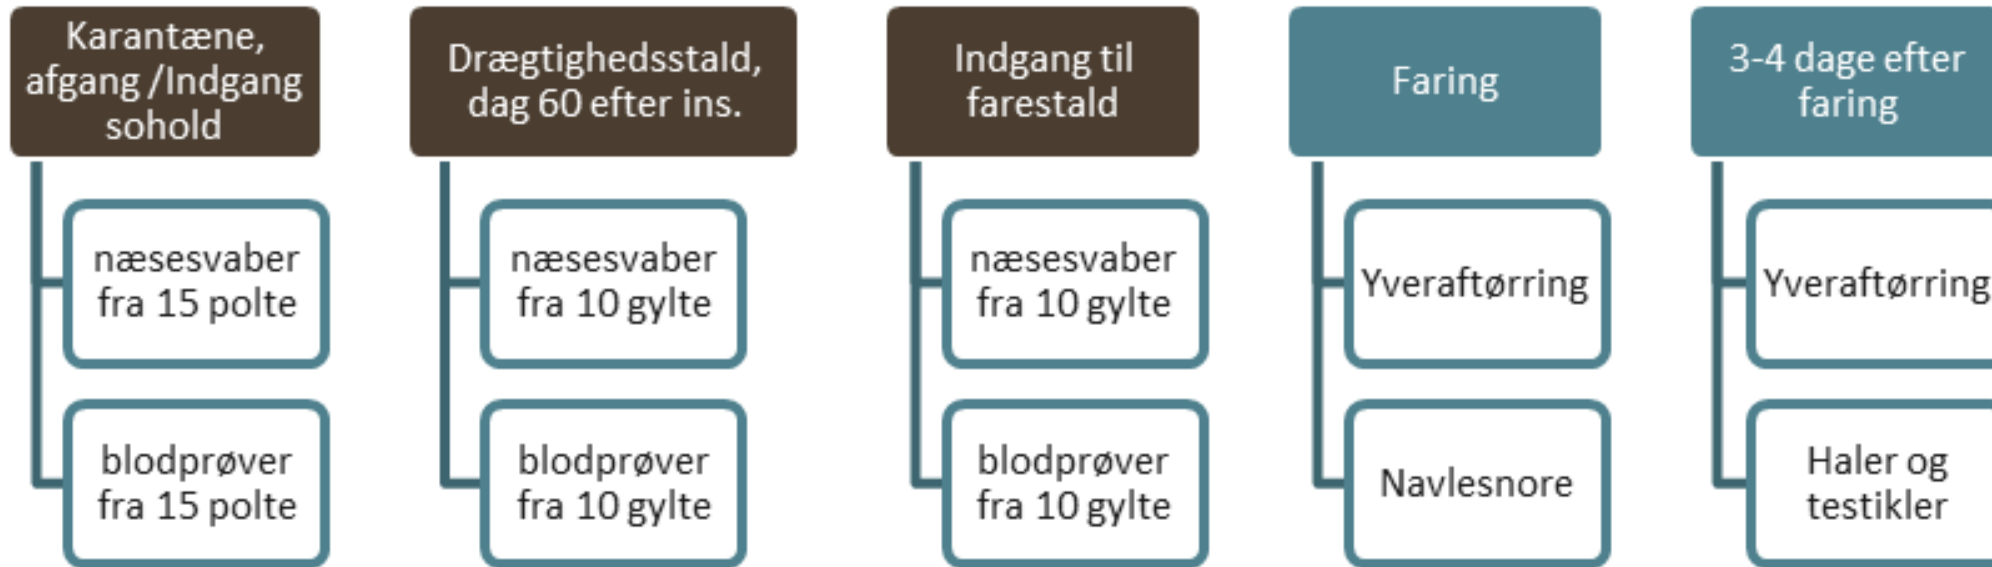 Karantæne,
afgang /Indgang
sohold
næsesvaber
fra 15 polte
blodprøver
fra 15 polte
Drægtighedsstald,
dag 60 efter ins.
næsesvaber
fra 10 gylte
blodprøver
fra 10 gylte
Indgang til
farestald
næsesvaber
fra 10 gylte
blodprøver
fra 10 gylte
Faring
Yveraftørring
Navlesnore
3-4 dage efter
faring
Yveraftørring
Haler og
testikler